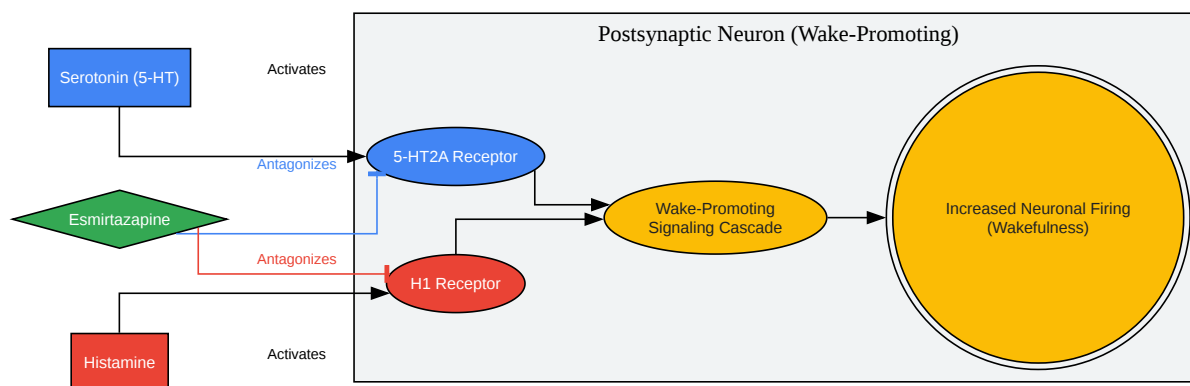 Postsynaptic Neuron (Wake-Promoting)
Activates
Serotonin (5-HT)
5-HT2A Receptor
Antagonizes
Esmirtazapine
Wake-Promoting
Signaling Cascade
Increased Neuronal Firing
(Wakefulness)
Antagonizes
H1 Receptor
Activates
Histamine